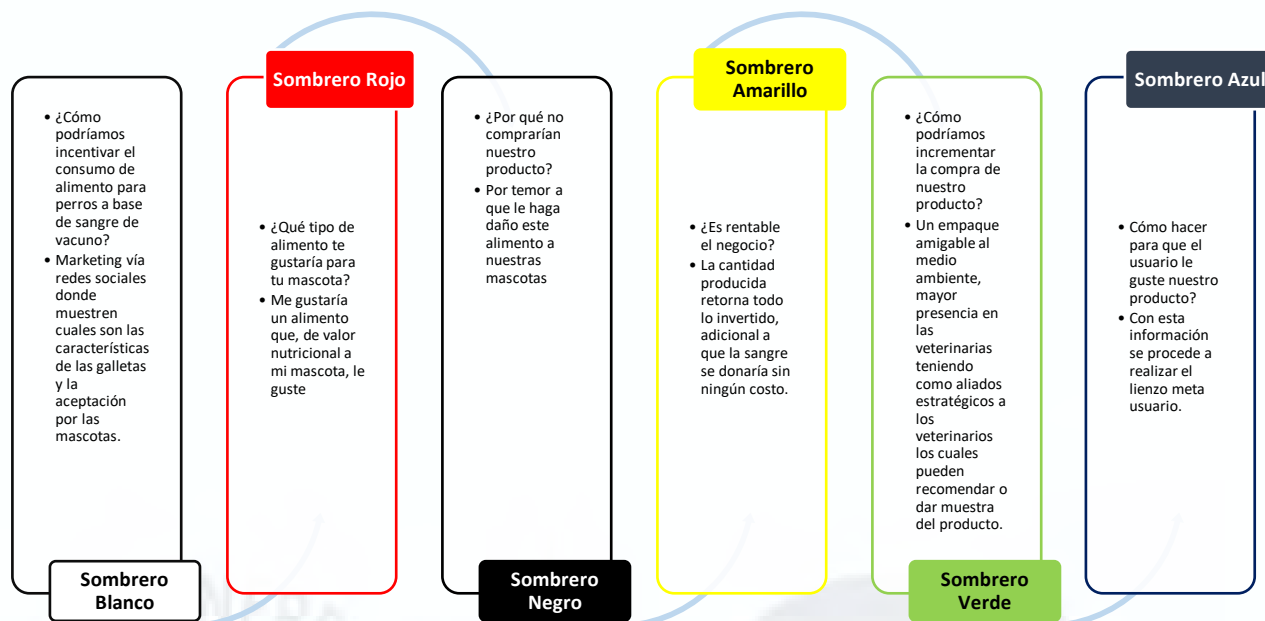 • ¿Cómo
podríamos
incentivar el
consumo de
alimento para
perros a base
de sangre de
vacuno?
• Marketing vía
redes sociales
donde
muestren
cuales son las
características
de las galletas
y la
aceptación
por las
mascotas.
Sombrero
Blanco
Sombrero Rojo
• ¿Qué tipo de
alimento te
gustaría para
tu mascota?
• Me gustaría
un alimento
que, de valor
nutricional a
mi mascota, le
guste
• ¿Por qué no
comprarían
nuestro
producto?
• Por temor a
que le haga
daño este
alimento a
nuestras
mascotas
Sombrero
Negro
Sombrero
Amarillo
• ¿Es rentable
el negocio?
• La cantidad
producida
retorna todo
lo invertido,
adicional a
que la sangre
se donaría sin
ningún costo.
• ¿Cómo
podríamos
incrementar
la compra de
nuestro
producto?
• Un empaque
amigable al
medio
ambiente,
mayor
presencia en
las
veterinarias
teniendo
como aliados
estratégicos a
los
veterinarios
los cuales
pueden
recomendar o
dar muestra
del producto.
Sombrero
Verde
Sombrero Azul
• Cómo hacer
para que el
usuario le
guste nuestro
producto?
• Con esta
información
se procede a
realizar el
lienzo meta
usuario.